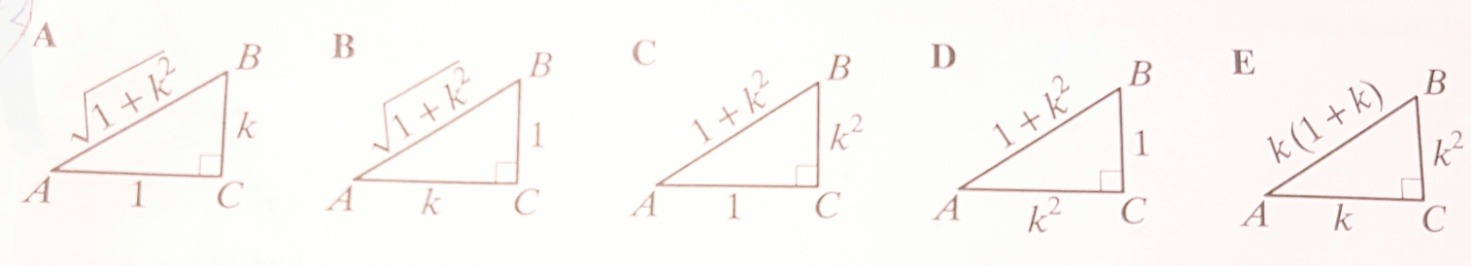 A
√(1 + k²)
B
k
A
1
C
B
√(1 + k²)
B
1
A
k
C
C
1 + k²
B
k²
A
1
C
D
1 + k²
B
1
A
k²
C
E
k(1 + k)
B
k²
A
k
C